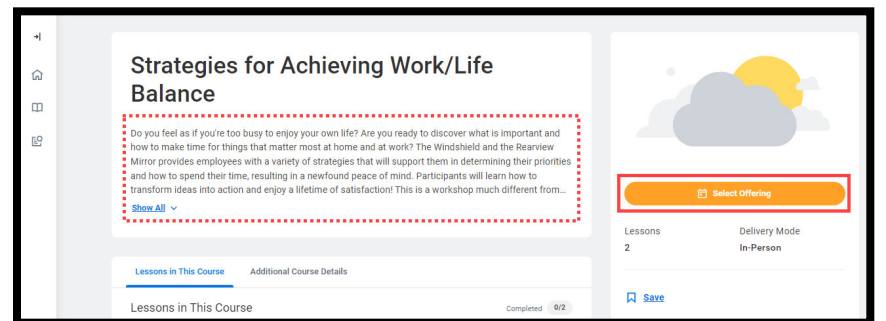 Strategies for Achieving Work/Life
Balance
Do you feel as if you're too busy to enjoy your own life? Are you ready to discover what is important and
how to make time for things that matter most at home and at work? The Windshield and the Rearview
Mirror provides employees with a variety of strategies that will support them in determining their priorities
and how to spend their time, resulting in a newfound peace of mind. Participants will learn how to
transform ideas into action and enjoy a lifetime of satisfaction! This is a workshop much different from...
Show All
Lessons in This Course Additional Course Details
Lessons in This Course Completed 0/2
Select Offering
Lessons Delivery Mode
2 In-Person
Save